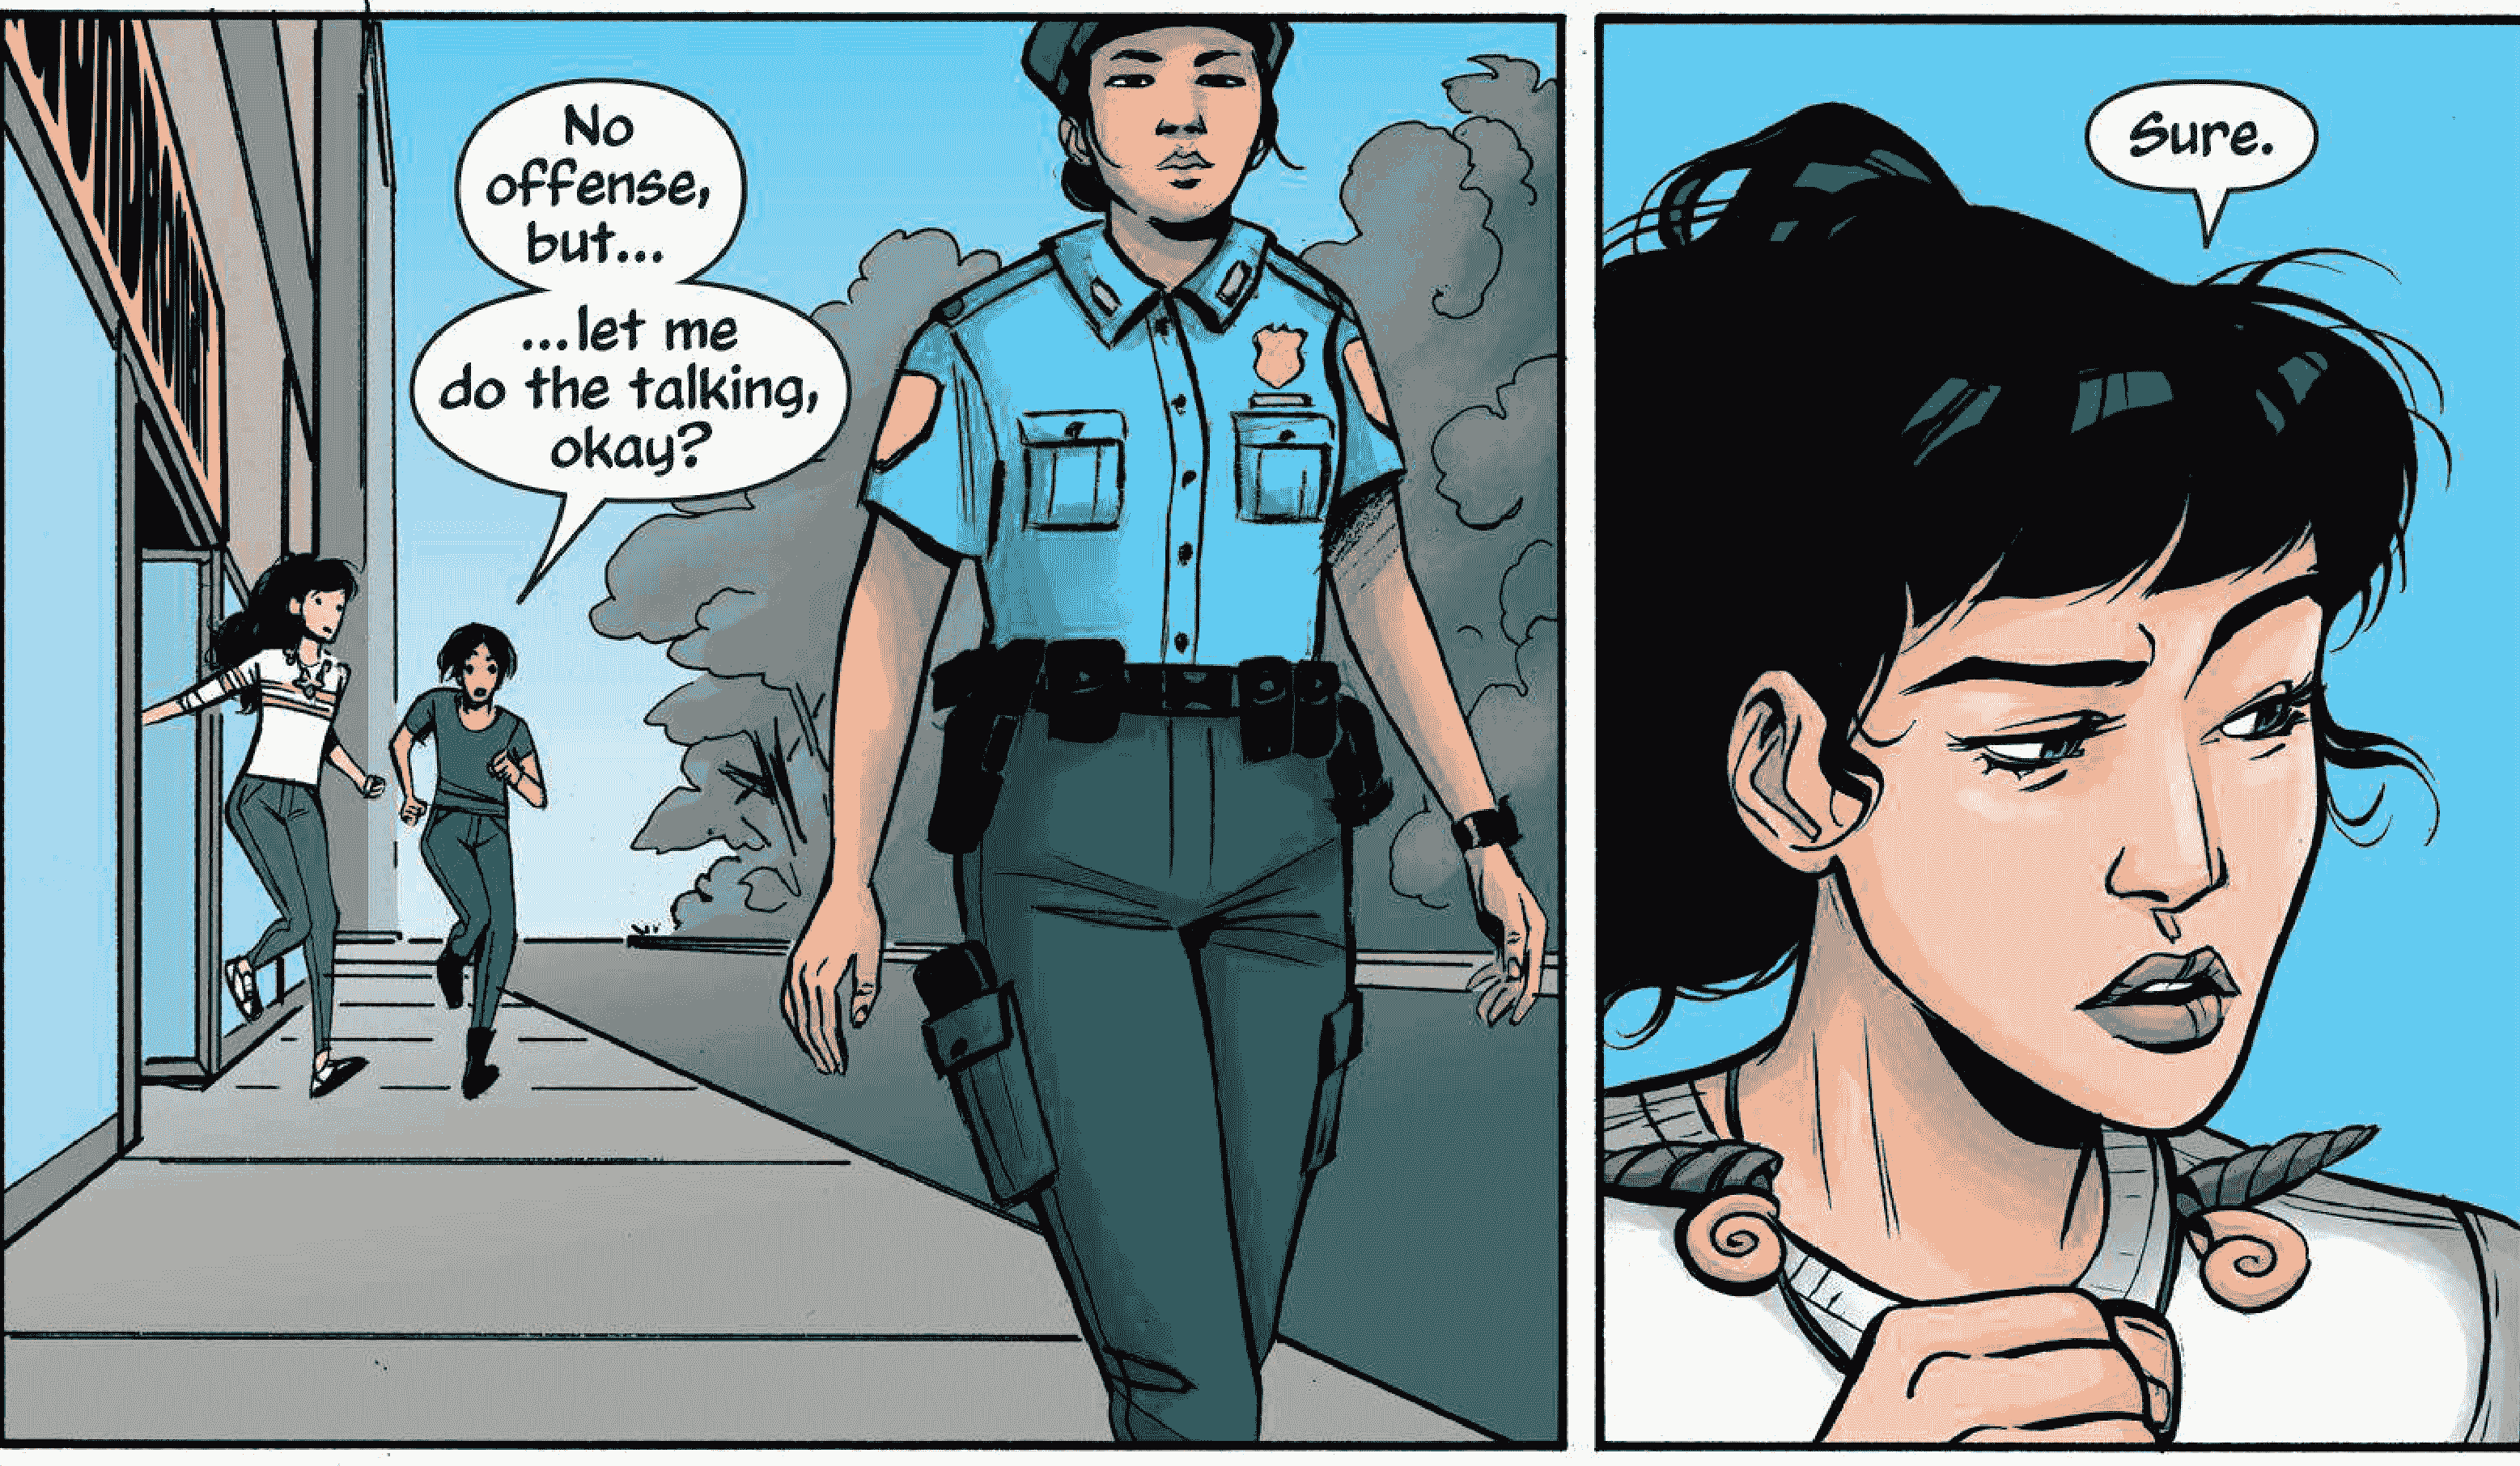 No
offense,
but...
...let me
do the talking,
okay?
Sure.